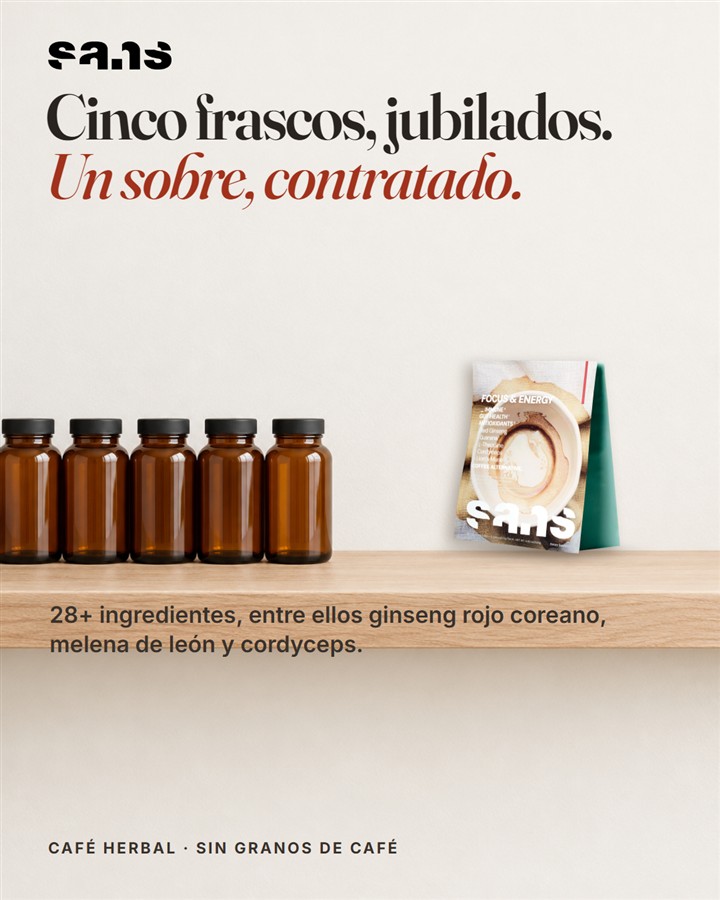 sans
Cinco frascos, jubilados.
Un sobre, contratado.
FOCUS & ENERGY
sans
28+ ingredientes, entre ellos ginseng rojo coreano,
melena de león y cordyceps.
CAFÉ HERBAL · SIN GRANOS DE CAFÉ